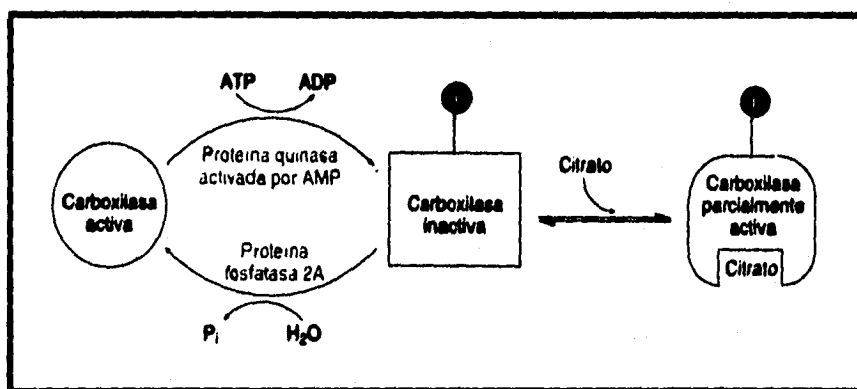 ATP
ADP
Proteina quinasa
activada por AMP
Carboxilasa
activa
Proteina
fosfatasa 2A
Pi
H₂O
Carboxilasa
inactiva
Citrato
Carboxilasa
parcialmente
activa
Citrato